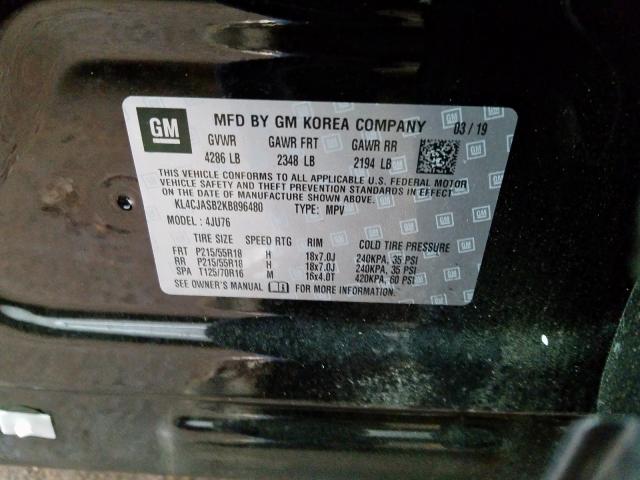 GM
MFD BY GM KOREA COMPANY 03/19
GVWR GAWR FRT GAWR RR
4286 LB 2348 LB 2194 LB
THIS VEHICLE CONFORMS TO ALL APPLICABLE U.S. FEDERAL MOTOR
VEHICLE SAFETY AND THEFT PREVENTION STANDARDS IN EFFECT
ON THE DATE OF MANUFACTURE SHOWN ABOVE.
KL4CJASB2KB896480 TYPE: MPV
MODEL: 4JU76
TIRE SIZE SPEED RTG RIM COLD TIRE PRESSURE
FRT P215/55R18 H 18x7.0J 240KPA, 35 PSI
RR P215/55R18 H 18x7.0J 240KPA, 35 PSI
SPA T125/70R16 M 16x4.0T 420KPA, 60 PSI
SEE OWNER'S MANUAL FOR MORE INFORMATION.